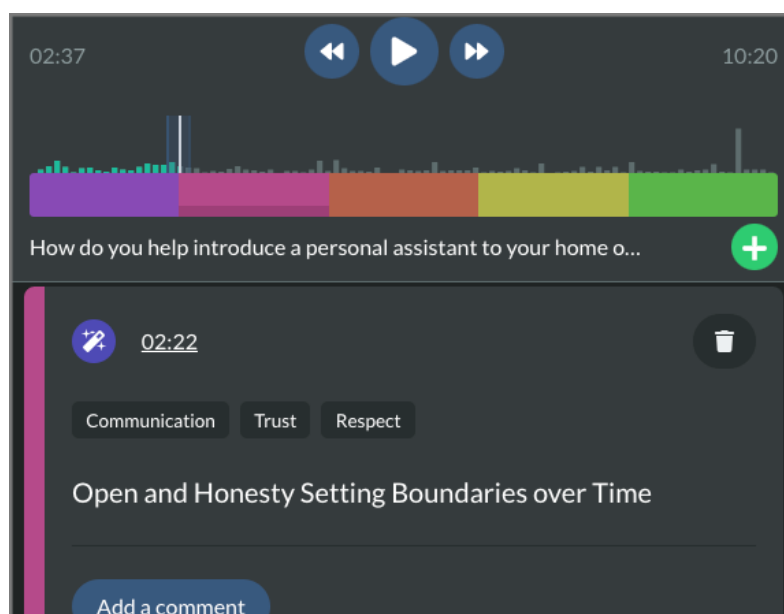 02:37
10:20
How do you help introduce a personal assistant to your home o...
02:22
Communication
Trust
Respect
Open and Honesty Setting Boundaries over Time
Add a comment